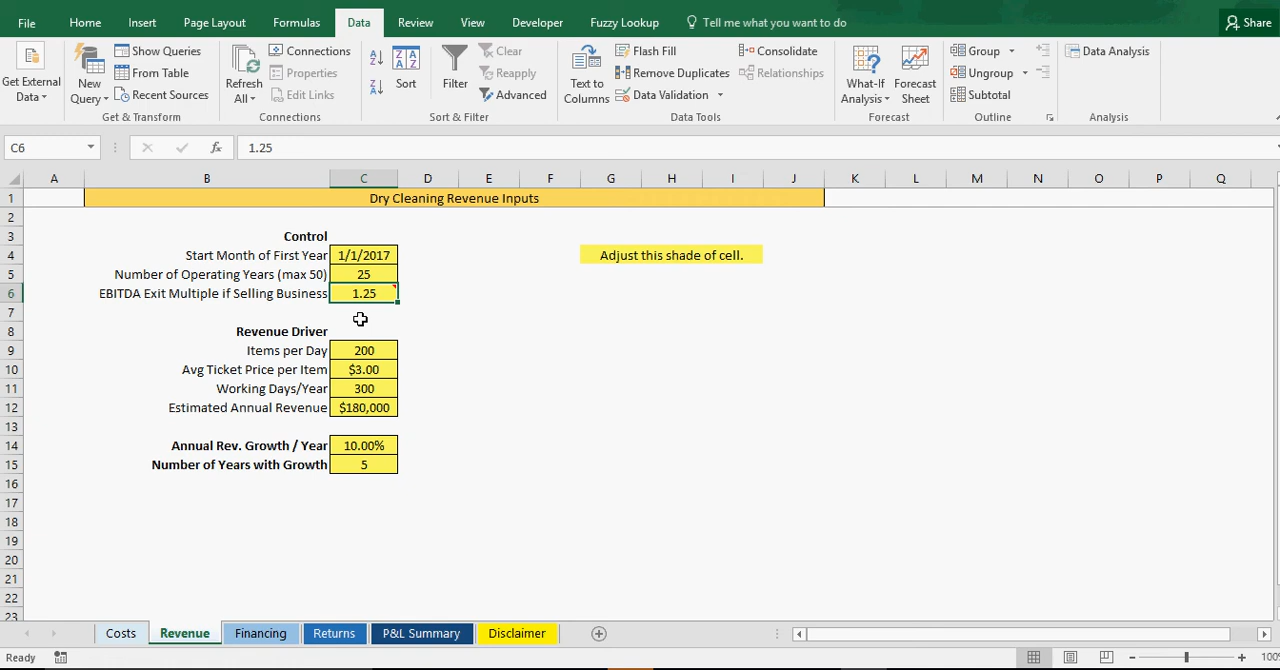 File Home Insert Page Layout Formulas Data Review View Developer Fuzzy Lookup Tell me what you want to do Share
Get External Data
New Query
Show Queries
From Table
Recent Sources
Get & Transform
Refresh All
Connections
Properties
Edit Links
Connections
Sort
Filter
Clear
Reapply
Advanced
Sort & Filter
Text to Columns
Flash Fill
Remove Duplicates
Data Validation
Consolidate
Relationships
Data Tools
What-If Analysis
Forecast Sheet
Forecast
Group
Ungroup
Subtotal
Outline
Data Analysis
Analysis
C6 fx 1.25
A B C D E F G H I J K L M N O P Q
1 Dry Cleaning Revenue Inputs
2
3 Control
4 Start Month of First Year 1/1/2017 Adjust this shade of cell.
5 Number of Operating Years (max 50) 25
6 EBITDA Exit Multiple if Selling Business 1.25
7
8 Revenue Driver
9 Items per Day 200
10 Avg Ticket Price per Item $3.00
11 Working Days/Year 300
12 Estimated Annual Revenue $180,000
13
14 Annual Rev. Growth / Year 10.00%
15 Number of Years with Growth 5
16
17
18
19
20
21
22
23
Costs Revenue Financing Returns P&L Summary Disclaimer
Ready 100%